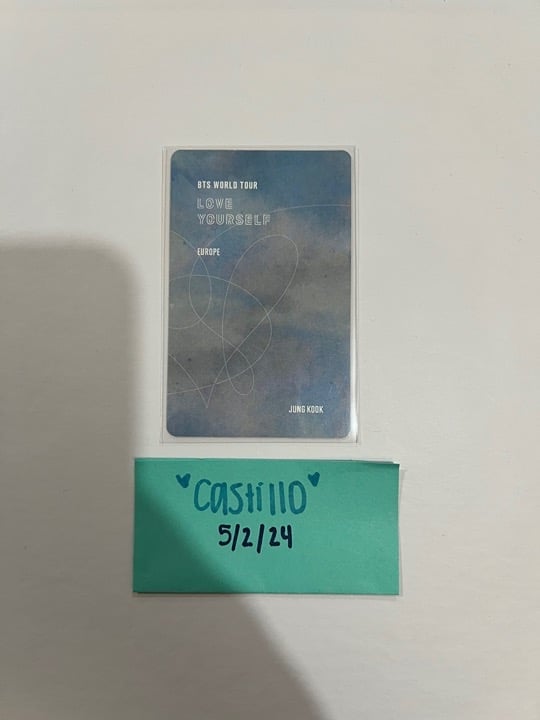 BTS WORLD TOUR
LOVE
YOURSELF
EUROPE
JUNG KOOK
Castillo
5/2/24